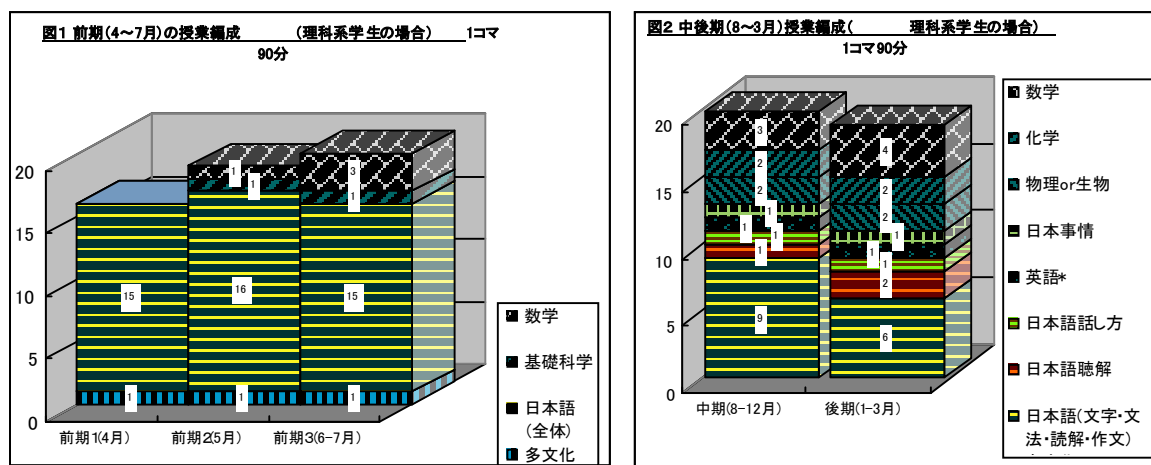 図1 前期(4～7月)の授業編成 (理科系学生の場合) 1コマ
90分
20
15
10
5
0
1
1
3
1
15
16
15
1
1
1
前期1(4月)
前期2(5月)
前期3(6-7月)
数学
基礎科学
日本語
(全体)
多文化
図2 中後期(8～3月)授業編成( 理科系学生の場合)
1コマ90分
20
15
10
5
0
3
2
2
1
1
1
1
9
4
2
2
1
1
1
2
6
中期(8-12月)
後期(1-3月)
数学
化学
物理or生物
日本事情
英語*
日本語話し方
日本語聴解
日本語(文字・文
法・読解・作文)